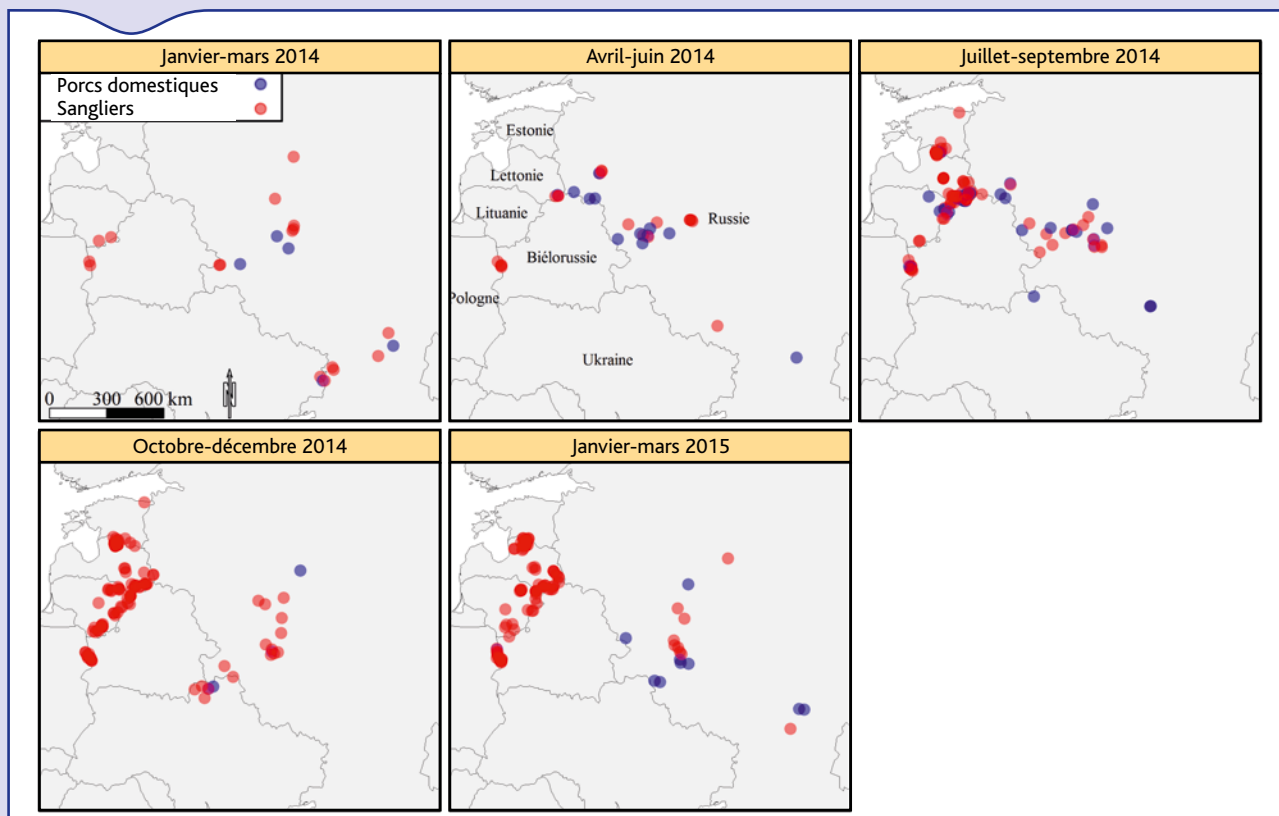 Janvier-mars 2014
Porcs domestiques
Sangliers
0 300 600 km
N
Avril-juin 2014
Estonie
Lettonie
Lituanie
Russie
Biélorussie
Pologne
Ukraine
Juillet-septembre 2014
Octobre-décembre 2014
Janvier-mars 2015